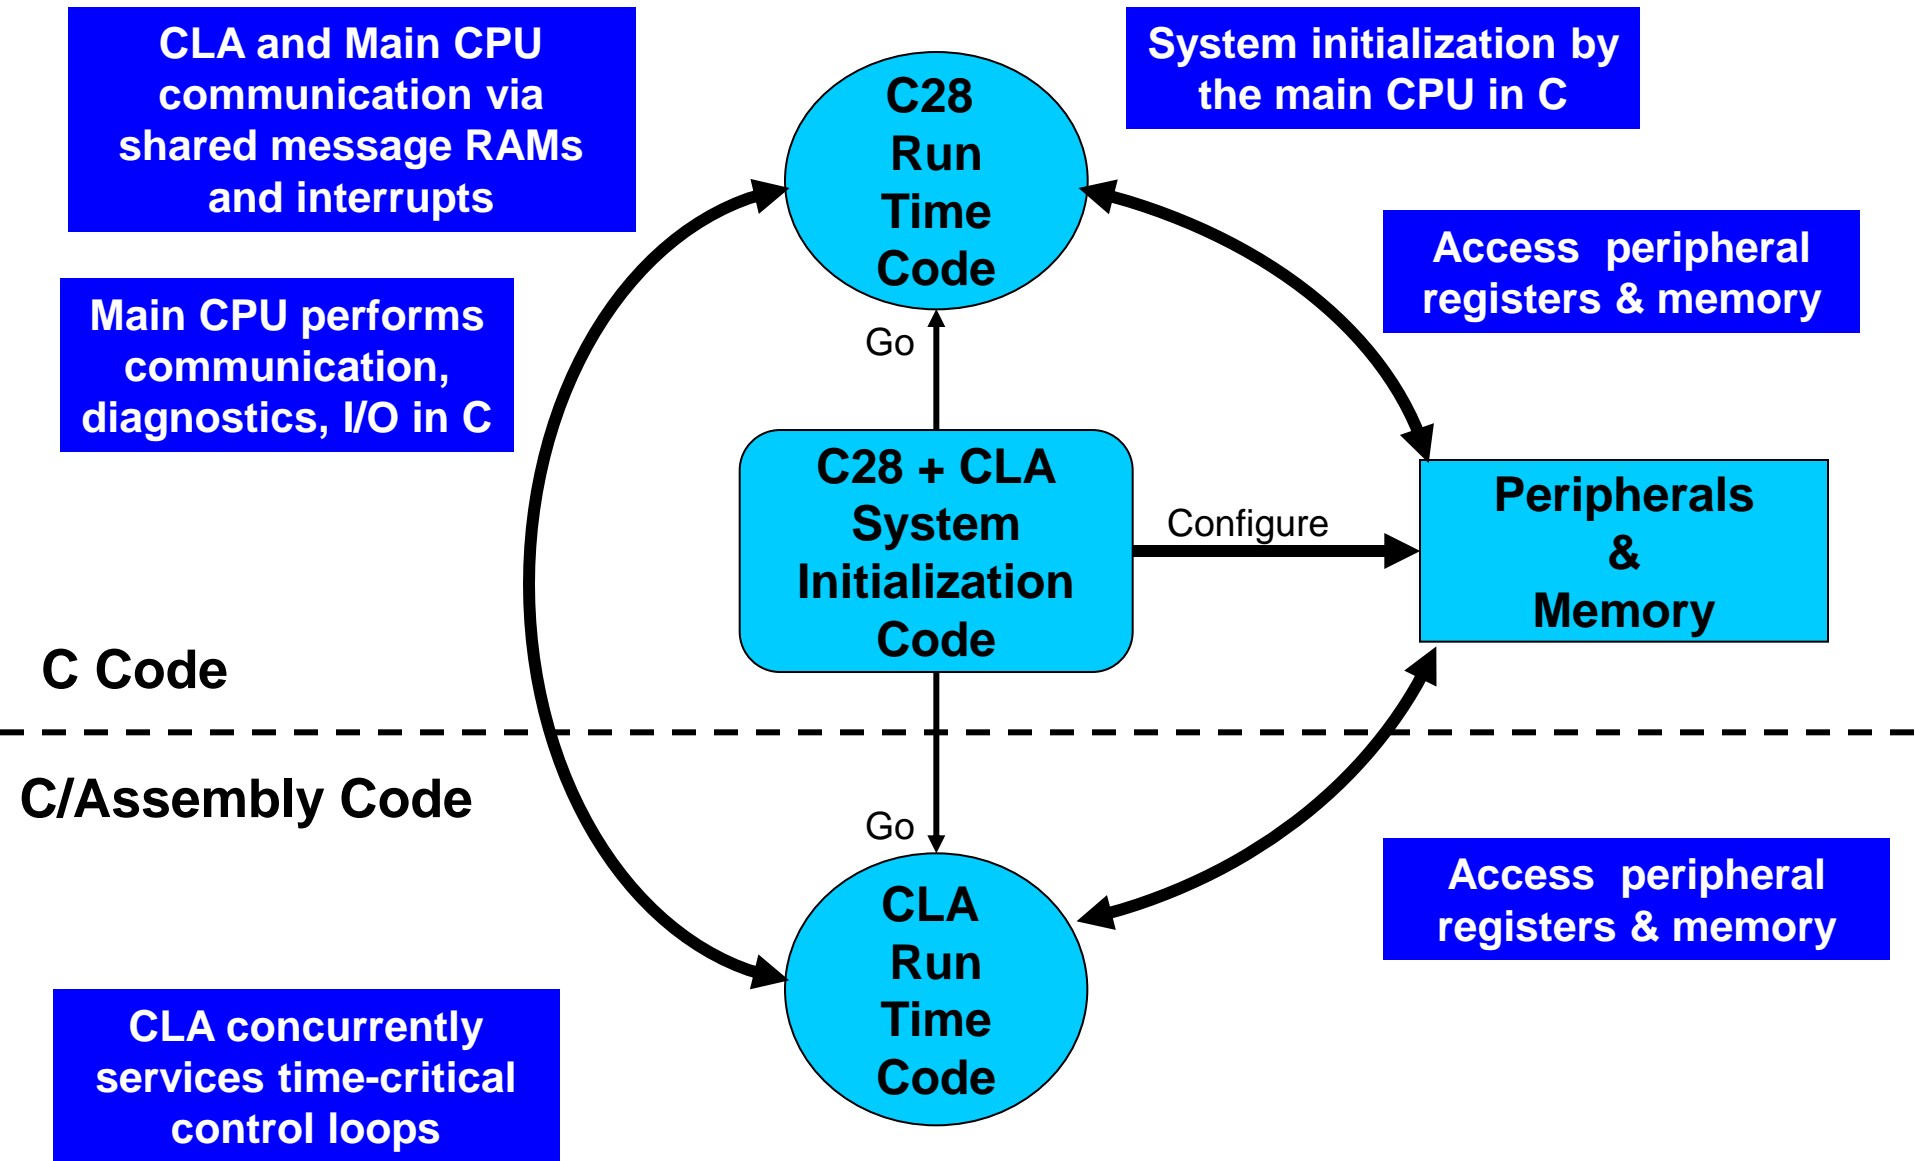 CLA and Main CPU
communication via
shared message RAMs
and interrupts
C28
Run
Time
Code
System initialization by
the main CPU in C
Access peripheral
registers & memory
Main CPU performs
communication,
diagnostics, I/O in C
Go
C28 + CLA
System
Initialization
Code
Configure
Peripherals
&
Memory
C Code
C/Assembly Code
Go
CLA
Run
Time
Code
Access peripheral
registers & memory
CLA concurrently
services time-critical
control loops